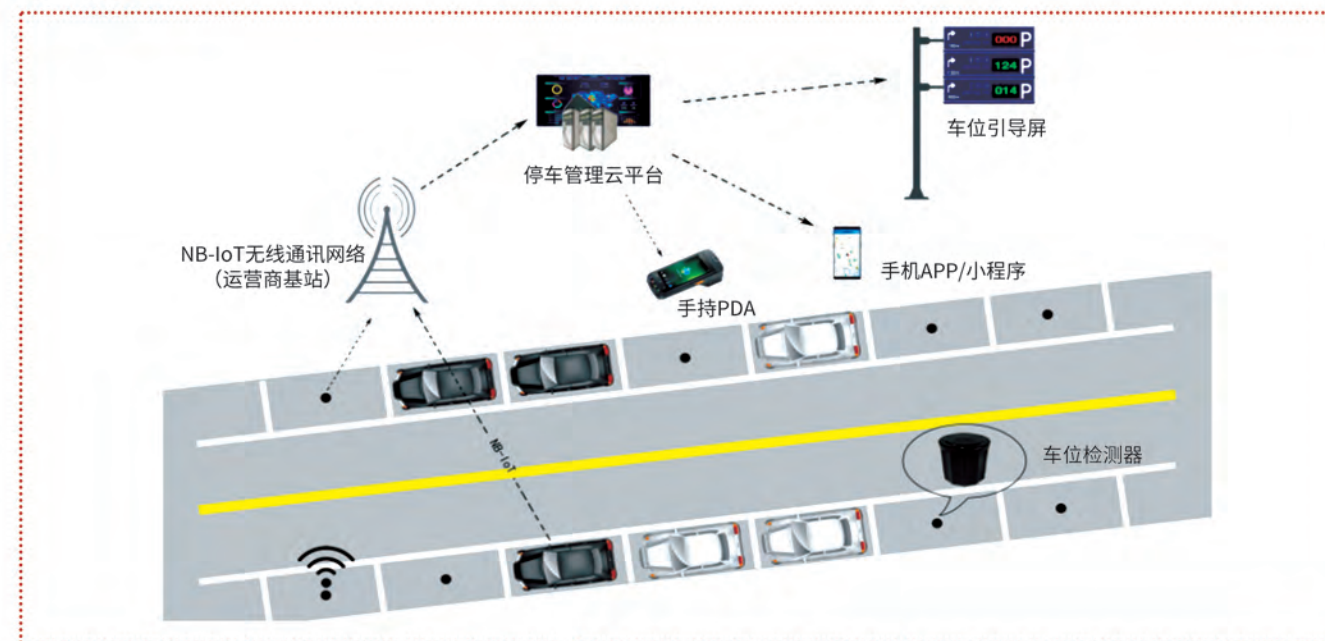 000 P
124 P
014 P
车位引导屏
停车管理云平台
NB-IoT无线通讯网络
（运营商基站）
手机APP/小程序
手持PDA
NB-IoT
车位检测器